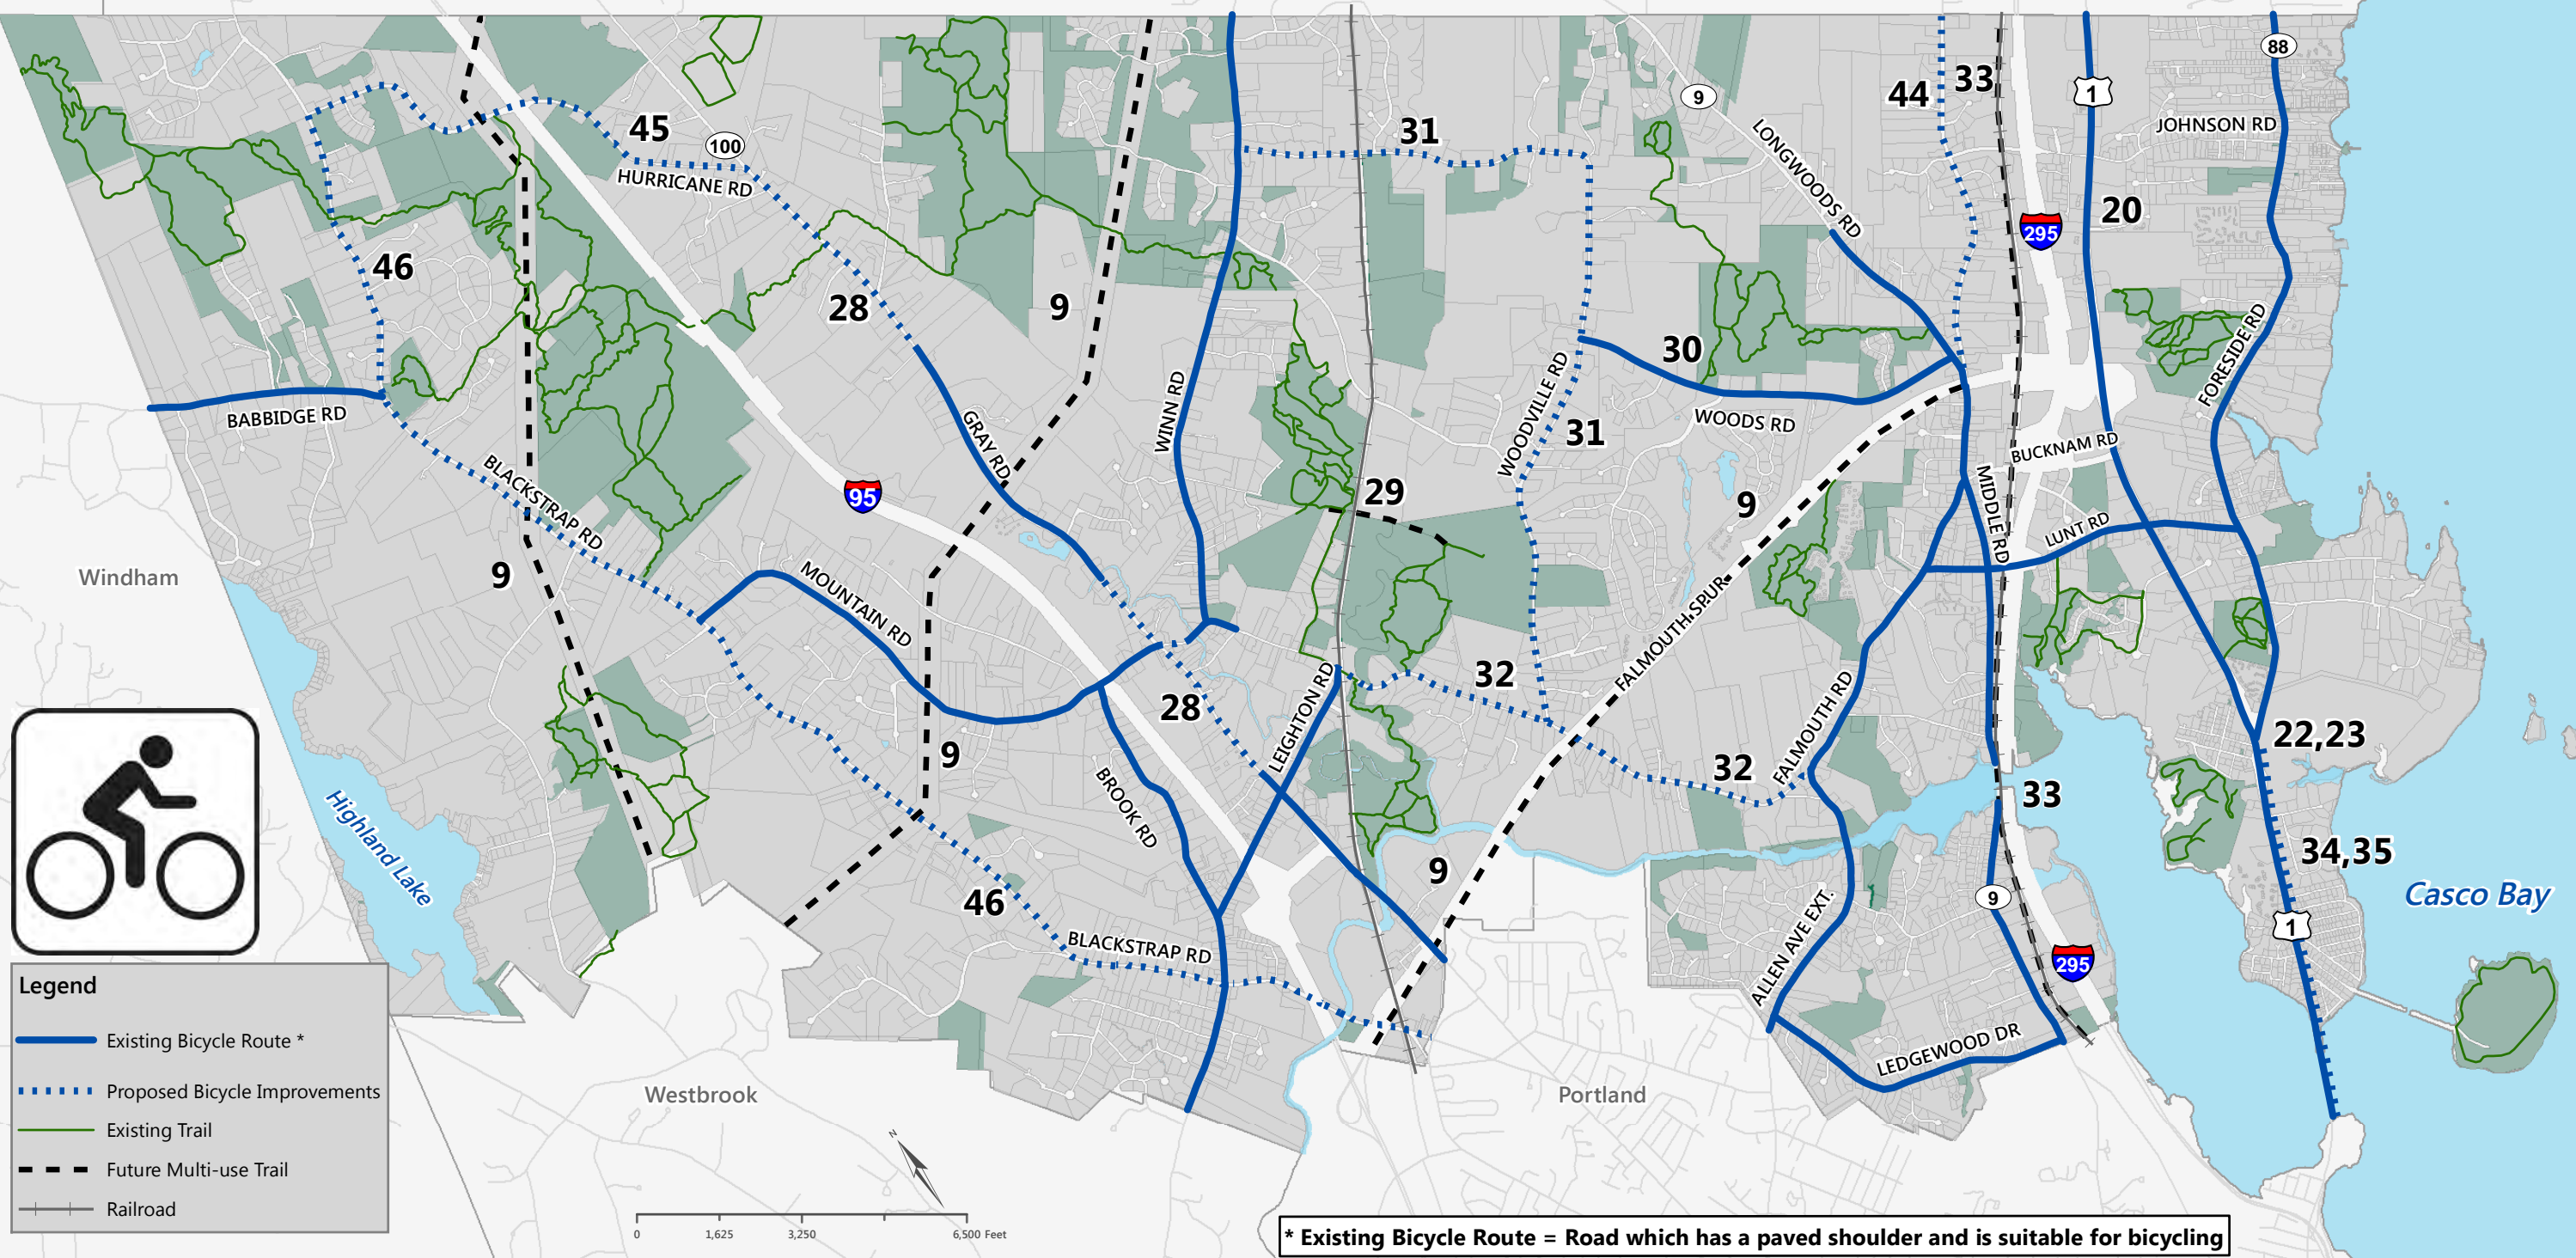 88
1
9
44
33
JOHNSON RD
45
100
31
LONGWOODS RD
HURRICANE RD
20
295
46
28
9
30
FORESIDE RD
WINN RD
WOODVILLE RD
BABBIDGE RD
WOODS RD
31
GRAY RD
BUCKNAM RD
BLACKSTRAP RD
95
29
9
MIDDLE RD
LUNT RD
Windham
9
MOUNTAIN RD
FALMOUTH SPUR
32
LEIGHTON RD
28
FALMOUTH RD
22,23
9
32
BROOK RD
33
Highland Lake
34,35
9
46
9
Casco Bay
ALLEN AVE EXT.
1
BLACKSTRAP RD
295
LEDGEWOOD DR
Westbrook
Portland
Legend
Existing Bicycle Route *
Proposed Bicycle Improvements
Existing Trail
Future Multi-use Trail
Railroad
N
0 1,625 3,250 6,500 Feet
* Existing Bicycle Route = Road which has a paved shoulder and is suitable for bicycling